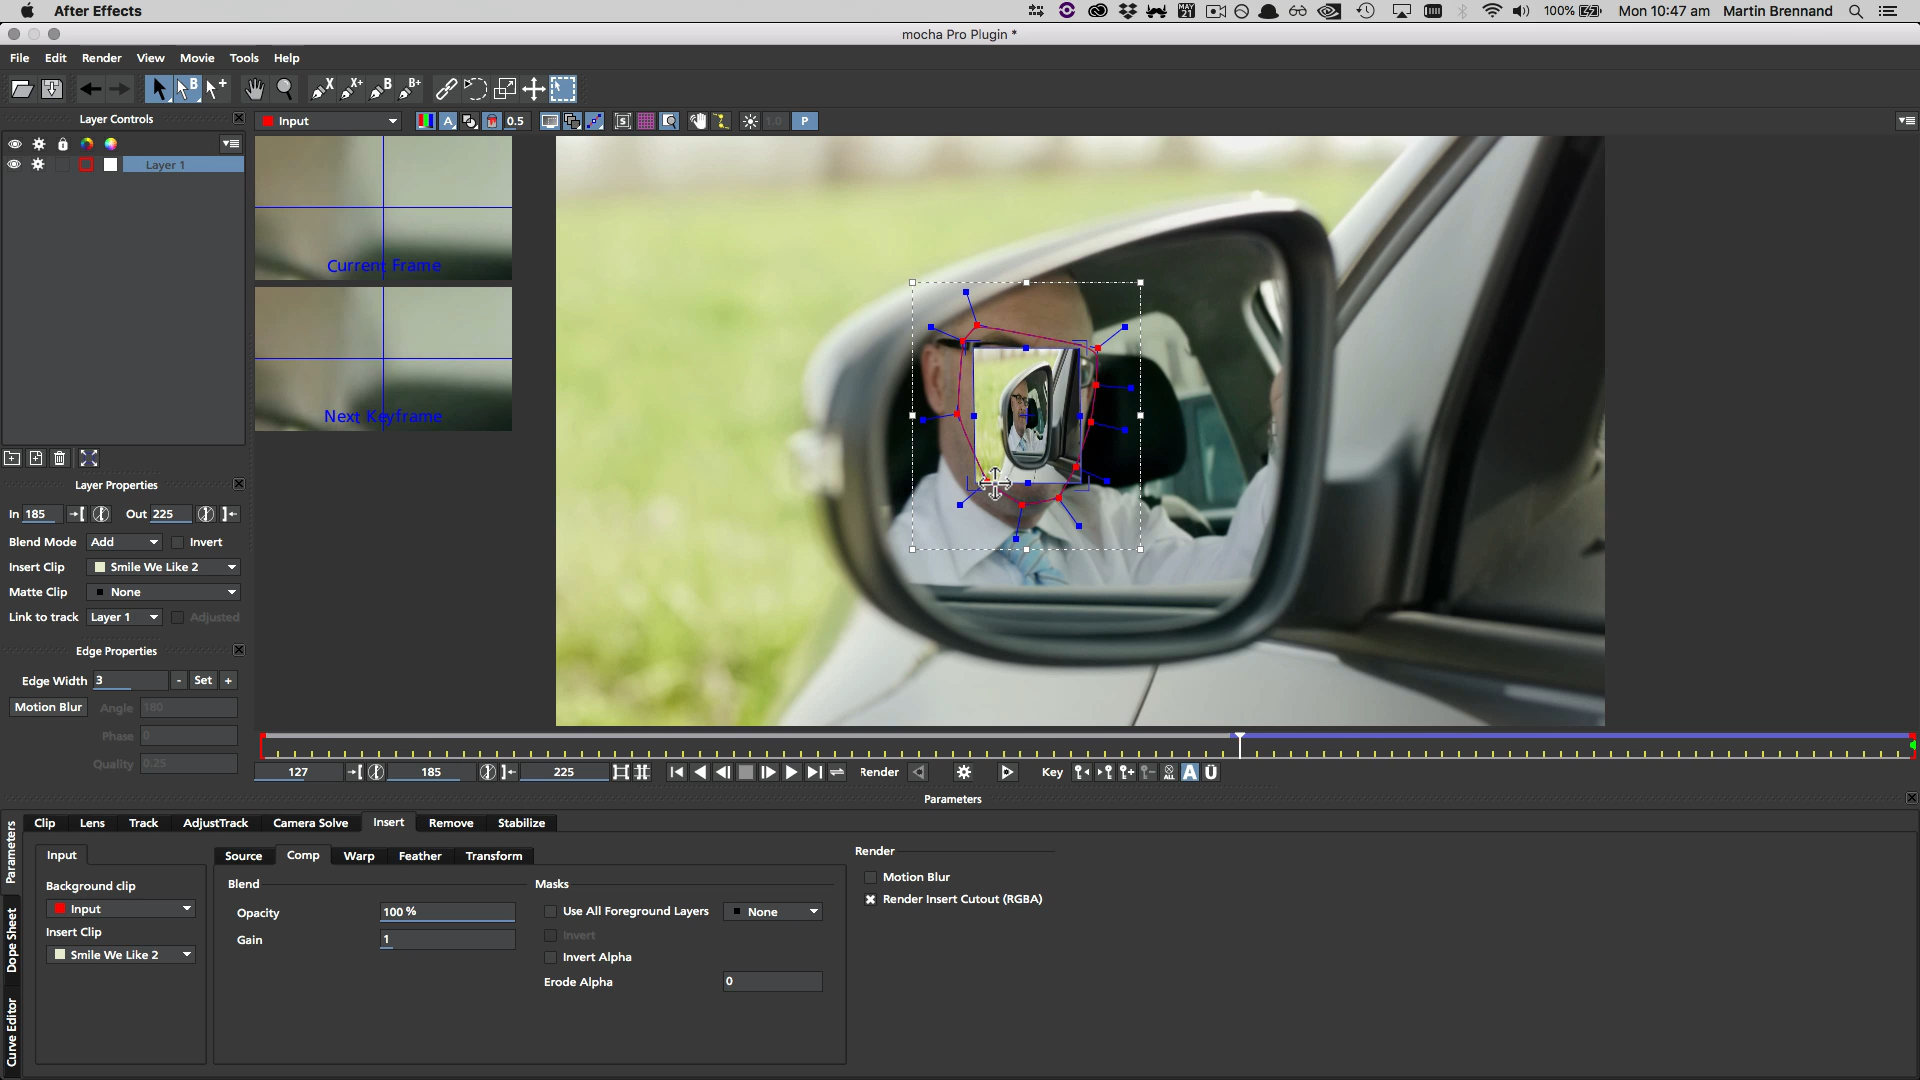 After Effects
MAY 21
100%
Mon 10:47 am Martin Brennand
mocha Pro Plugin *
File Edit Render View Movie Tools Help
Layer Controls
Input
0.5
1.0
P
Layer 1
Current Frame
Next Keyframe
Layer Properties
In 185 Out 225
Blend Mode Add Invert
Insert Clip Smile We Like 2
Matte Clip None
Link to track Layer 1 Adjusted
Edge Properties
Edge Width 3 - Set +
Motion Blur Angle 180
Phase 0
Quality 0.25
127 185 225 Render Key ALL A Ü
Parameters
Parameters
Dope Sheet
Curve Editor
Clip Lens Track AdjustTrack Camera Solve Insert Remove Stabilize
Input
Background clip
Input
Insert Clip
Smile We Like 2
Source Comp Warp Feather Transform
Blend
Opacity 100 %
Gain 1
Masks
Use All Foreground Layers None
Invert
Invert Alpha
Erode Alpha 0
Render
Motion Blur
Render Insert Cutout (RGBA)